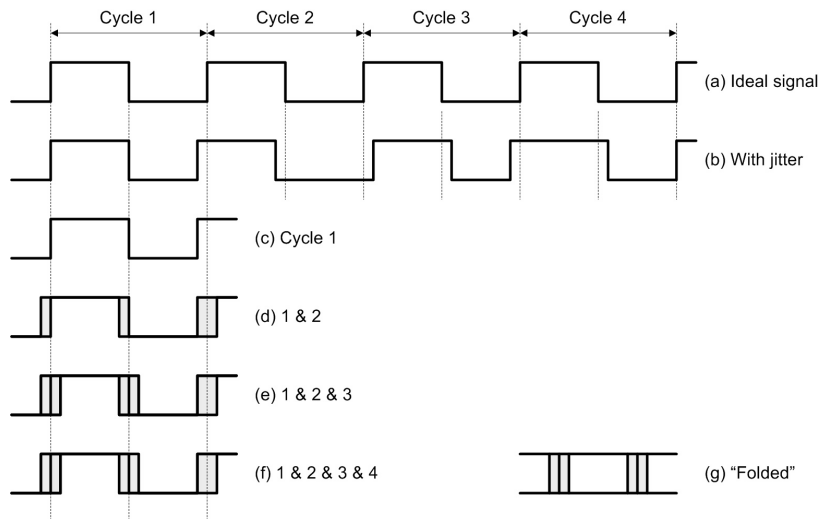 Cycle 1
Cycle 2
Cycle 3
Cycle 4
(a) Ideal signal
(b) With jitter
(c) Cycle 1
(d) 1 & 2
(e) 1 & 2 & 3
(f) 1 & 2 & 3 & 4
(g) “Folded”